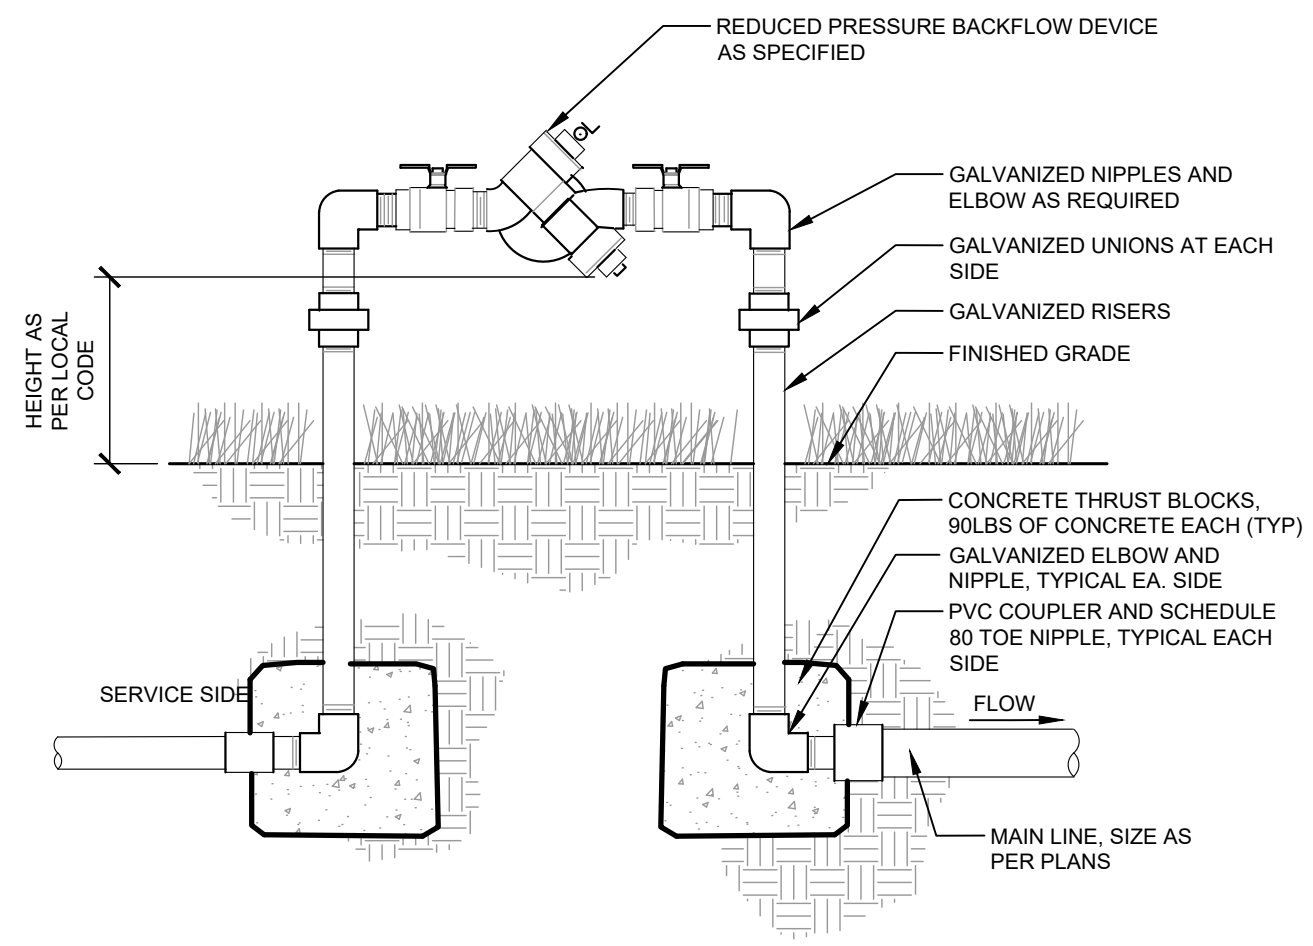 REDUCED PRESSURE BACKFLOW DEVICE
AS SPECIFIED
GALVANIZED NIPPLES AND
ELBOW AS REQUIRED
GALVANIZED UNIONS AT EACH
SIDE
GALVANIZED RISERS
FINISHED GRADE
HEIGHT AS
PER LOCAL
CODE
CONCRETE THRUST BLOCKS,
90LBS OF CONCRETE EACH (TYP)
GALVANIZED ELBOW AND
NIPPLE, TYPICAL EA. SIDE
PVC COUPLER AND SCHEDULE
80 TOE NIPPLE, TYPICAL EACH
SIDE
SERVICE SIDE
FLOW
MAIN LINE, SIZE AS
PER PLANS